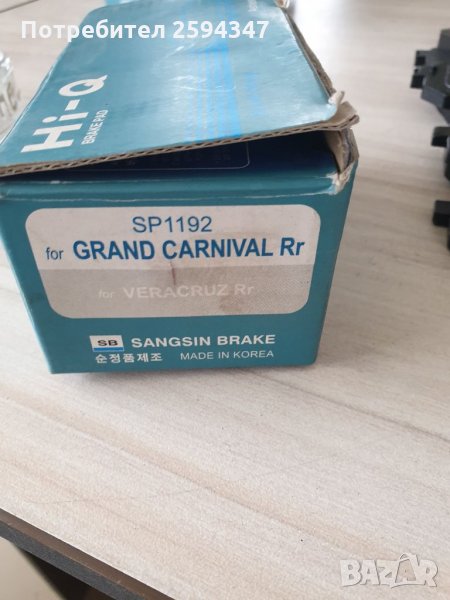 Потребител 2594347
Hi-Q
BRAKE PAD
SP1192
for GRAND CARNIVAL Rr
for VERACRUZ Rr
SB SANGSIN BRAKE
순정품제조 MADE IN KOREA
BAZAR